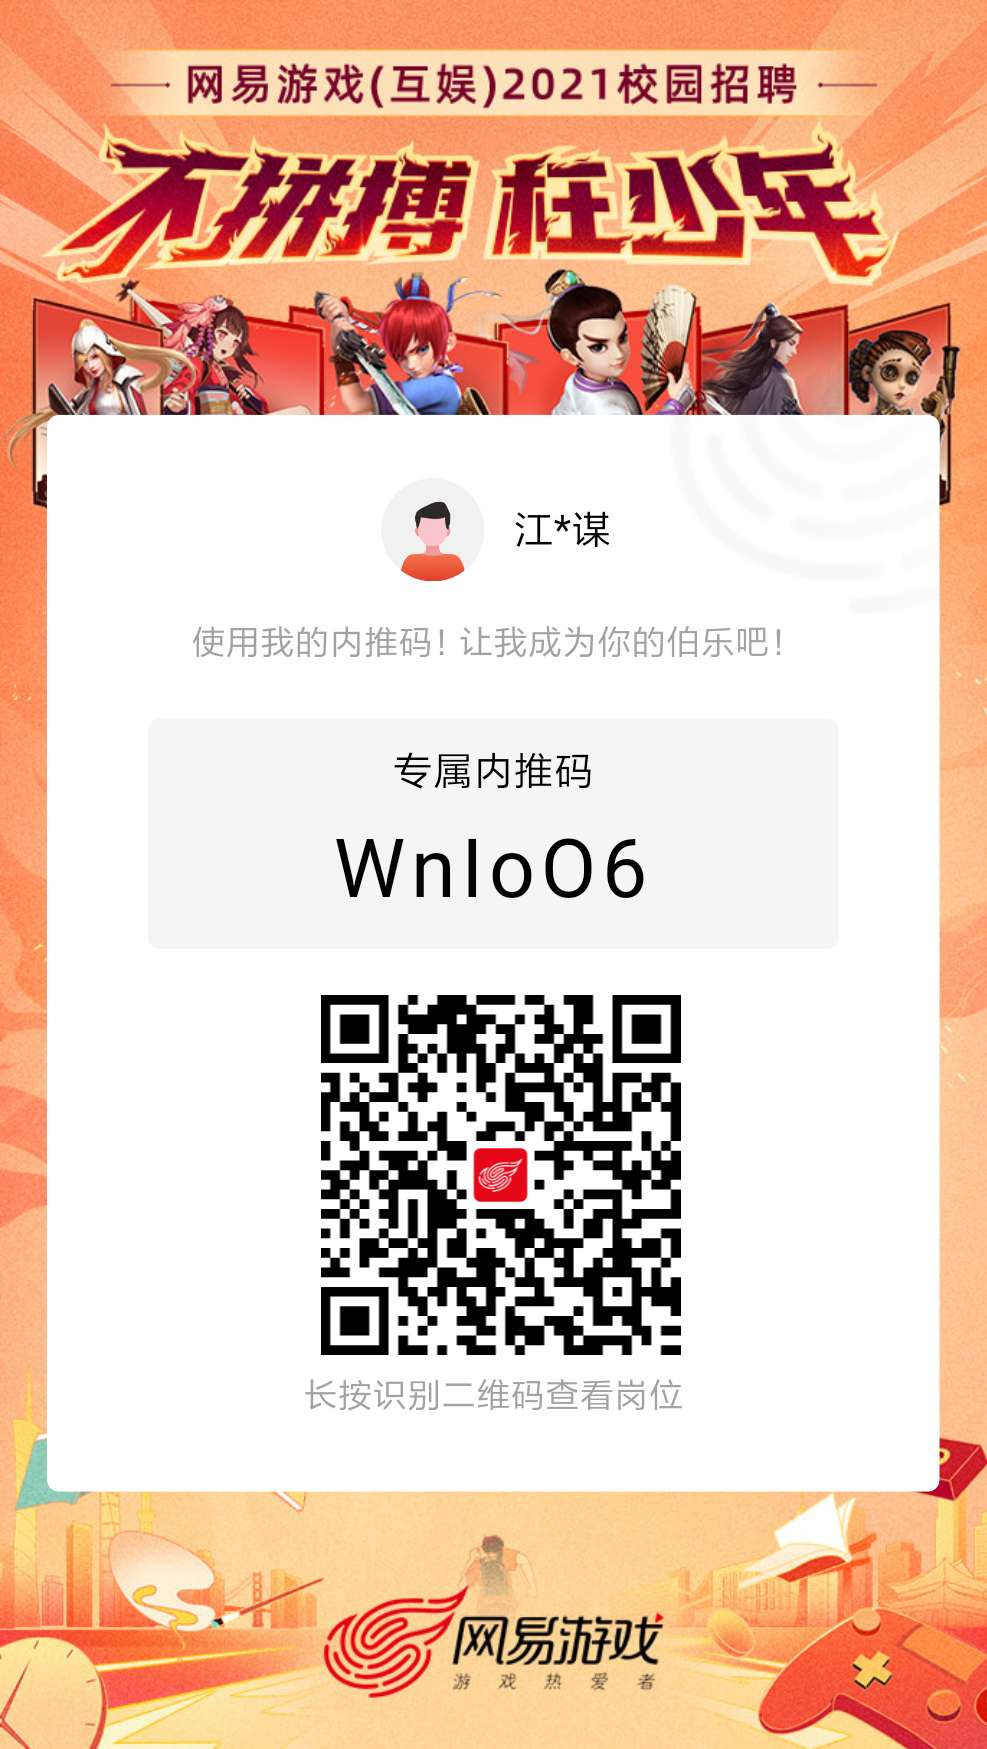 网易游戏(互娱)2021校园招聘
不拼搏 枉少年
江*谋
使用我的内推码！让我成为你的伯乐吧！
专属内推码
WnIoO6
长按识别二维码查看岗位
网易游戏
游戏热爱者